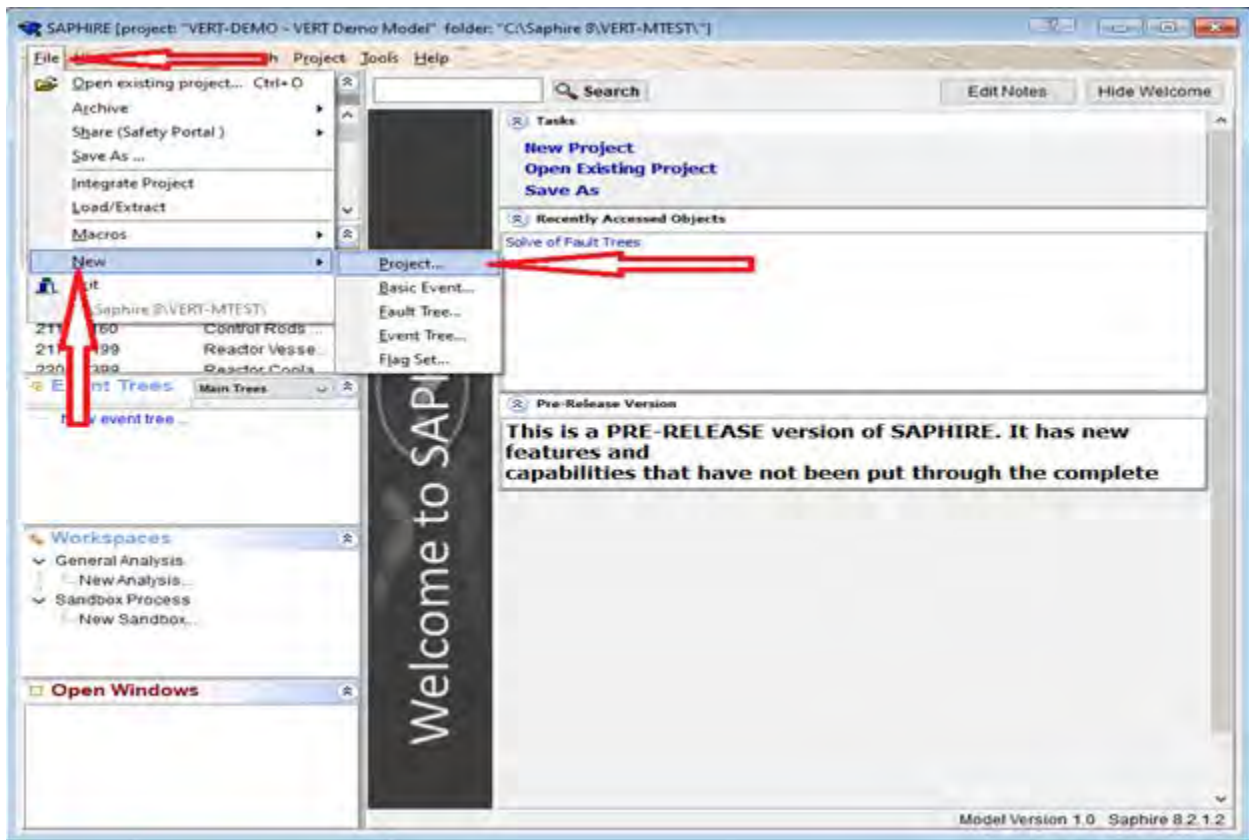 SAPHIRE [project: "VERT-DEMO - VERT Demo Model" folder: "C:\Saphire 8\VERT-MTEST\"]
File Project Tools Help
Open existing project... Ctrl+O
Archive
Share (Safety Portal )
Save As ...
Integrate Project
Load/Extract
Macros
New
Saphire 8\VERT-MTEST\
Project...
Basic Event...
Fault Tree...
Event Tree...
Flag Set...
Control Rods ...
Reactor Vesse...
Reactor Coola...
Trees Main Trees
event tree ...
Workspaces
General Analysis
New Analysis...
Sandbox Process
New Sandbox...
Open Windows
Welcome to
Search
Edit Notes
Hide Welcome
Tasks
New Project
Open Existing Project
Save As
Recently Accessed Objects
Solve of Fault Trees
Pre-Release Version
This is a PRE-RELEASE version of SAPHIRE. It has new
features and
capabilities that have not been put through the complete
Model Version 1.0 Saphire 8.2.1.2